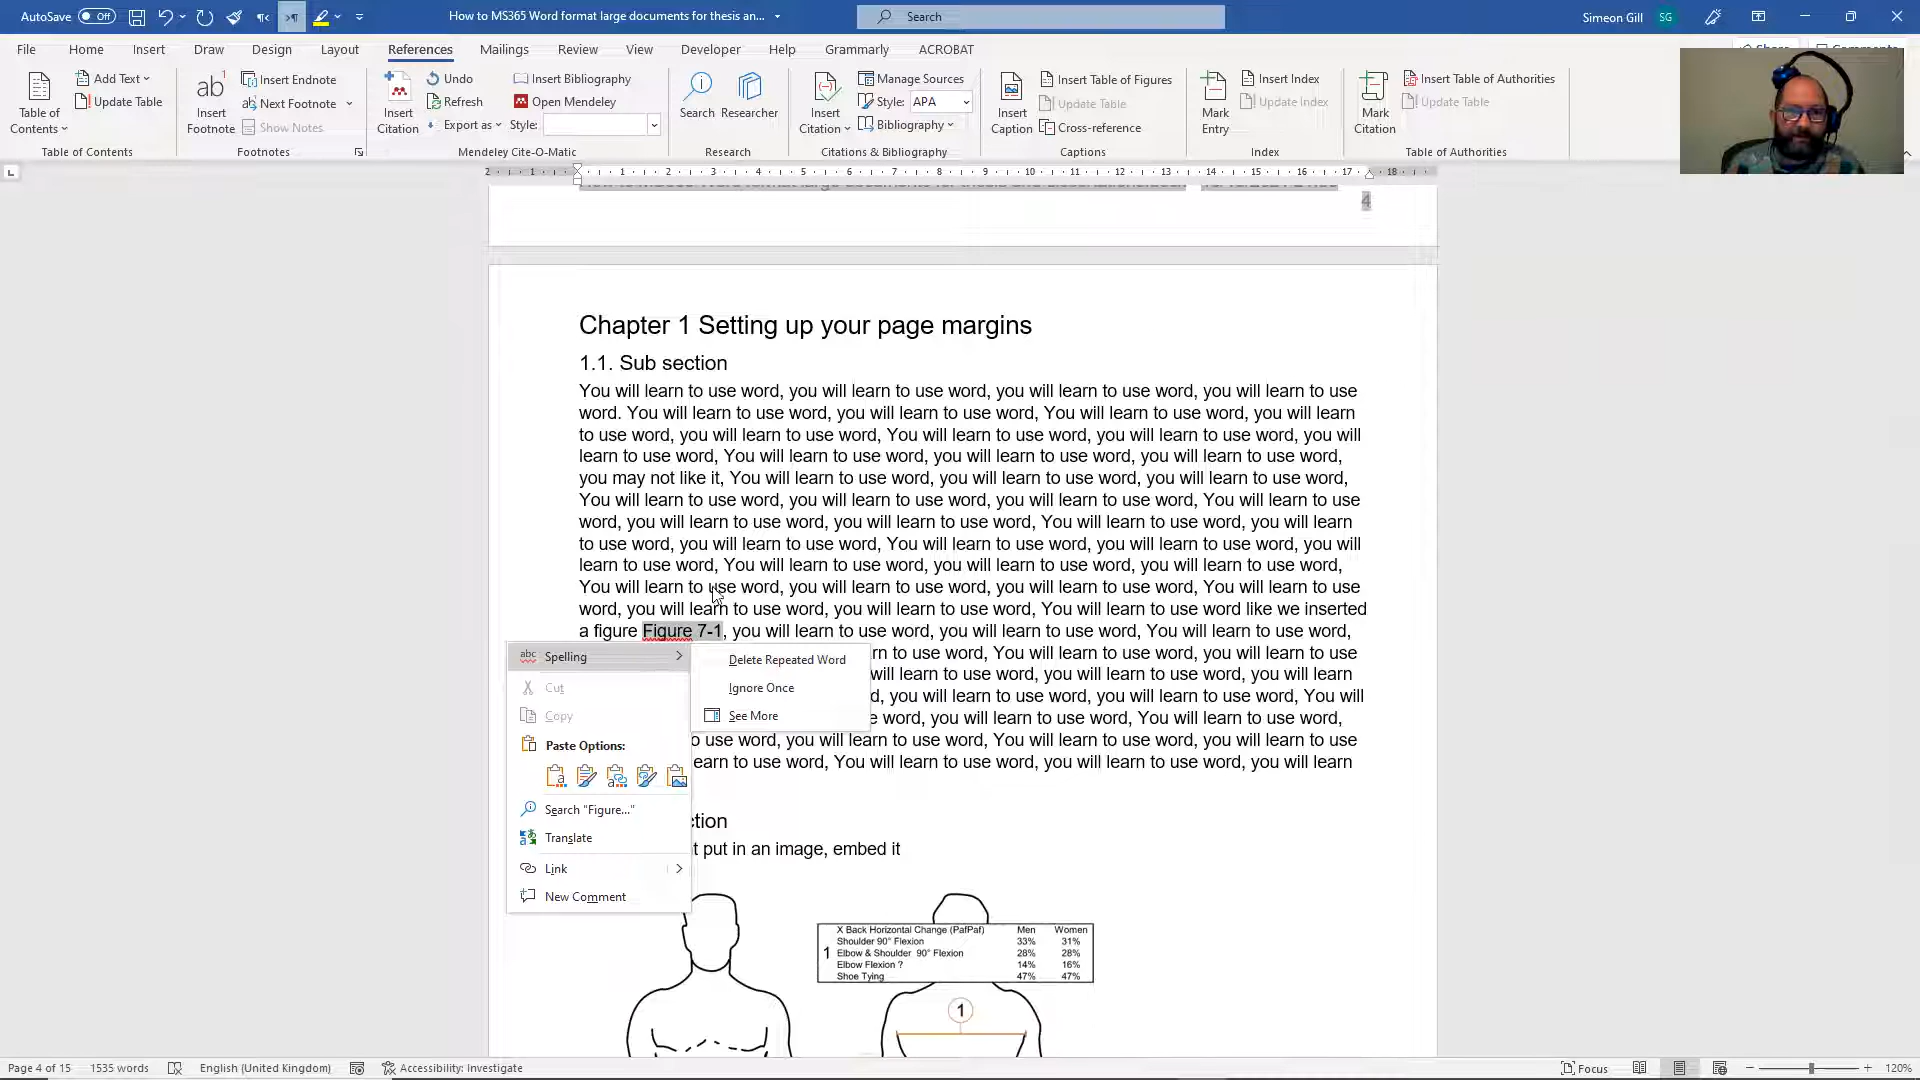 AutoSave Off
How to MS365 Word format large documents for thesis an...
Search
Simeon Gill
SG
File Home Insert Draw Design Layout References Mailings Review View Developer Help Grammarly ACROBAT
Table of Contents
Add Text
Update Table
Table of Contents
ab
Insert Footnote
Insert Endnote
Next Footnote
Show Notes
Footnotes
Insert Citation
Undo
Refresh
Export as
Insert Bibliography
Open Mendeley
Style:
Mendeley Cite-O-Matic
Search
Researcher
Research
Insert Citation
Manage Sources
Style: APA
Bibliography
Citations & Bibliography
Insert Caption
Insert Table of Figures
Update Table
Cross-reference
Captions
Mark Entry
Insert Index
Update Index
Index
Mark Citation
Insert Table of Authorities
Update Table
Table of Authorities
2 1 1 2 3 4 5 6 7 8 9 10 11 12 13 14 15 16 17 18
4
Chapter 1 Setting up your page margins
1.1. Sub section
You will learn to use word, you will learn to use word, you will learn to use word, you will learn to use
word. You will learn to use word, you will learn to use word, You will learn to use word, you will learn
to use word, you will learn to use word, You will learn to use word, you will learn to use word, you will
learn to use word, You will learn to use word, you will learn to use word, you will learn to use word,
you may not like it, You will learn to use word, you will learn to use word, you will learn to use word,
You will learn to use word, you will learn to use word, you will learn to use word, You will learn to use
word, you will learn to use word, you will learn to use word, You will learn to use word, you will learn
to use word, you will learn to use word, You will learn to use word, you will learn to use word, you will
learn to use word, You will learn to use word, you will learn to use word, you will learn to use word,
You will learn to use word, you will learn to use word, you will learn to use word, You will learn to use
word, you will learn to use word, you will learn to use word, You will learn to use word like we inserted
a figure Figure 7-1, you will learn to use word, you will learn to use word, You will learn to use word,
rn to use word, You will learn to use word, you will learn to use
will learn to use word, you will learn to use word, you will learn
d, you will learn to use word, you will learn to use word, You will
e word, you will learn to use word, You will learn to use word,
o use word, you will learn to use word, You will learn to use word, you will learn to use
earn to use word, You will learn to use word, you will learn to use word, you will learn
abc Spelling
Delete Repeated Word
Ignore Once
See More
Cut
Copy
Paste Options:
Search "Figure..."
Translate
Link
New Comment
ction
t put in an image, embed it
X Back Horizontal Change (PafPaf) Men Women
Shoulder 90° Flexion 33% 31%
1 Elbow & Shoulder 90° Flexion 28% 28%
Elbow Flexion ? 14% 16%
Shoe Tying 47% 47%
1
Page 4 of 15 1535 words English (United Kingdom) Accessibility: Investigate Focus 120%